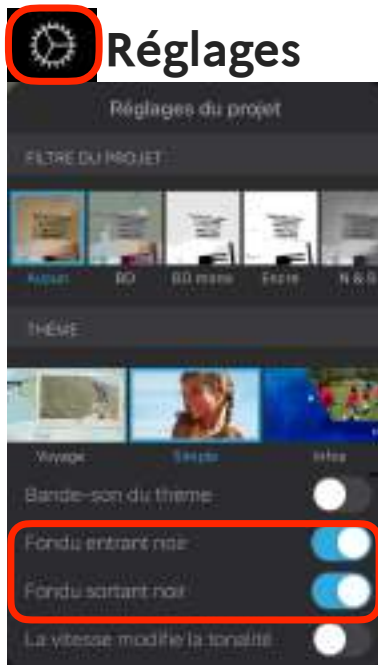 Réglages
Réglages du projet
FILTRE DU PROJET
Aucun BD BD mono Encre N & B
THÈME
Voyage Simple Infos
Bande-son du thème
Fondu entrant noir
Fondu sortant noir
La vitesse modifie la tonalité